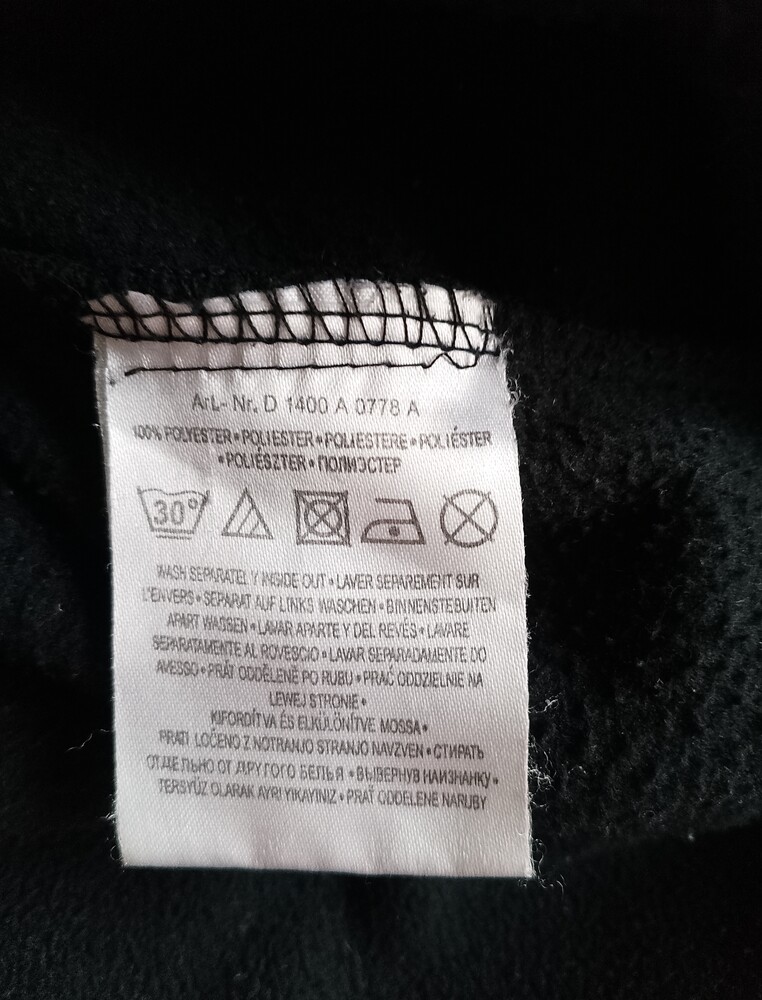 Art.- Nr. D 1400 A 0778 A
100% POLYESTER • POLIESTER • POLIESTERE • POLIÉSTER
• POLIÉSZTER • ПОЛИЭСТЕР
30°
WASH SEPARATELY INSIDE OUT • LAVER SEPAREMENT SUR
L'ENVERS • SEPARAT AUF LINKS WASCHEN • BINNENSTEBUITEN
APART WASSEN • LAVAR APARTE Y DEL REVÉS • LAVARE
SEPARATAMENTE AL ROVESCIO • LAVAR SEPARADAMENTE DO
AVESSO • PRÁT ODDĚLENĚ PO RUBU • PRAĆ ODDZIELNIE NA
LEWEJ STRONIE •
KIFORDÍTVA ÉS ELKÜLÖNÍTVE MOSSA •
PRATI LOČENO Z NOTRANJO STRANJO NAVZVEN • СТИРАТЬ
ОТДЕЛЬНО ОТ ДРУГОГО БЕЛЬЯ • ВЫВЕРНУВ НАИЗНАНКУ •
TERSYÜZ OLARAK AYRI YIKAYINIZ • PRAŤ ODDELENE NARUBY